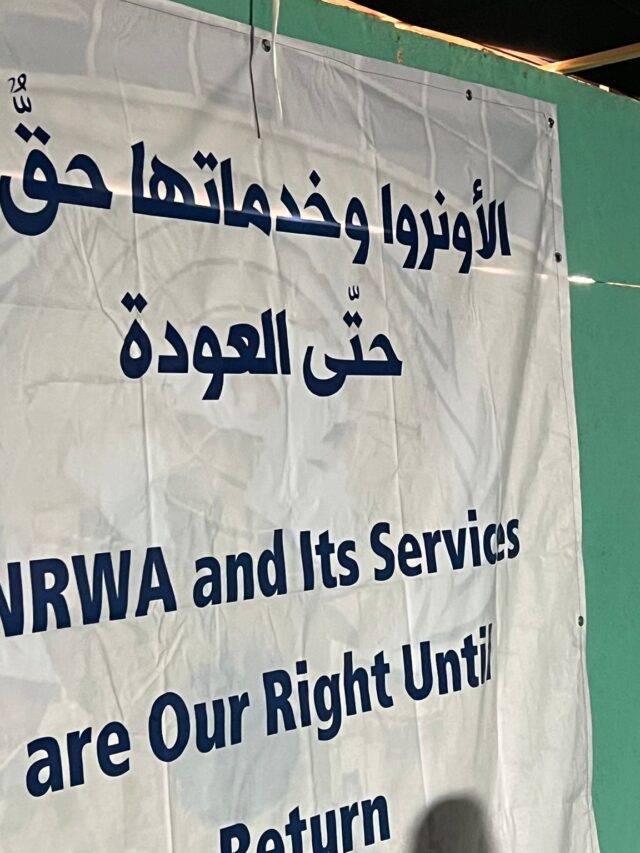 الأونروا وخدماتها حقٌّ
حتّى العودة
NRWA and Its Services
are Our Right Until
Return